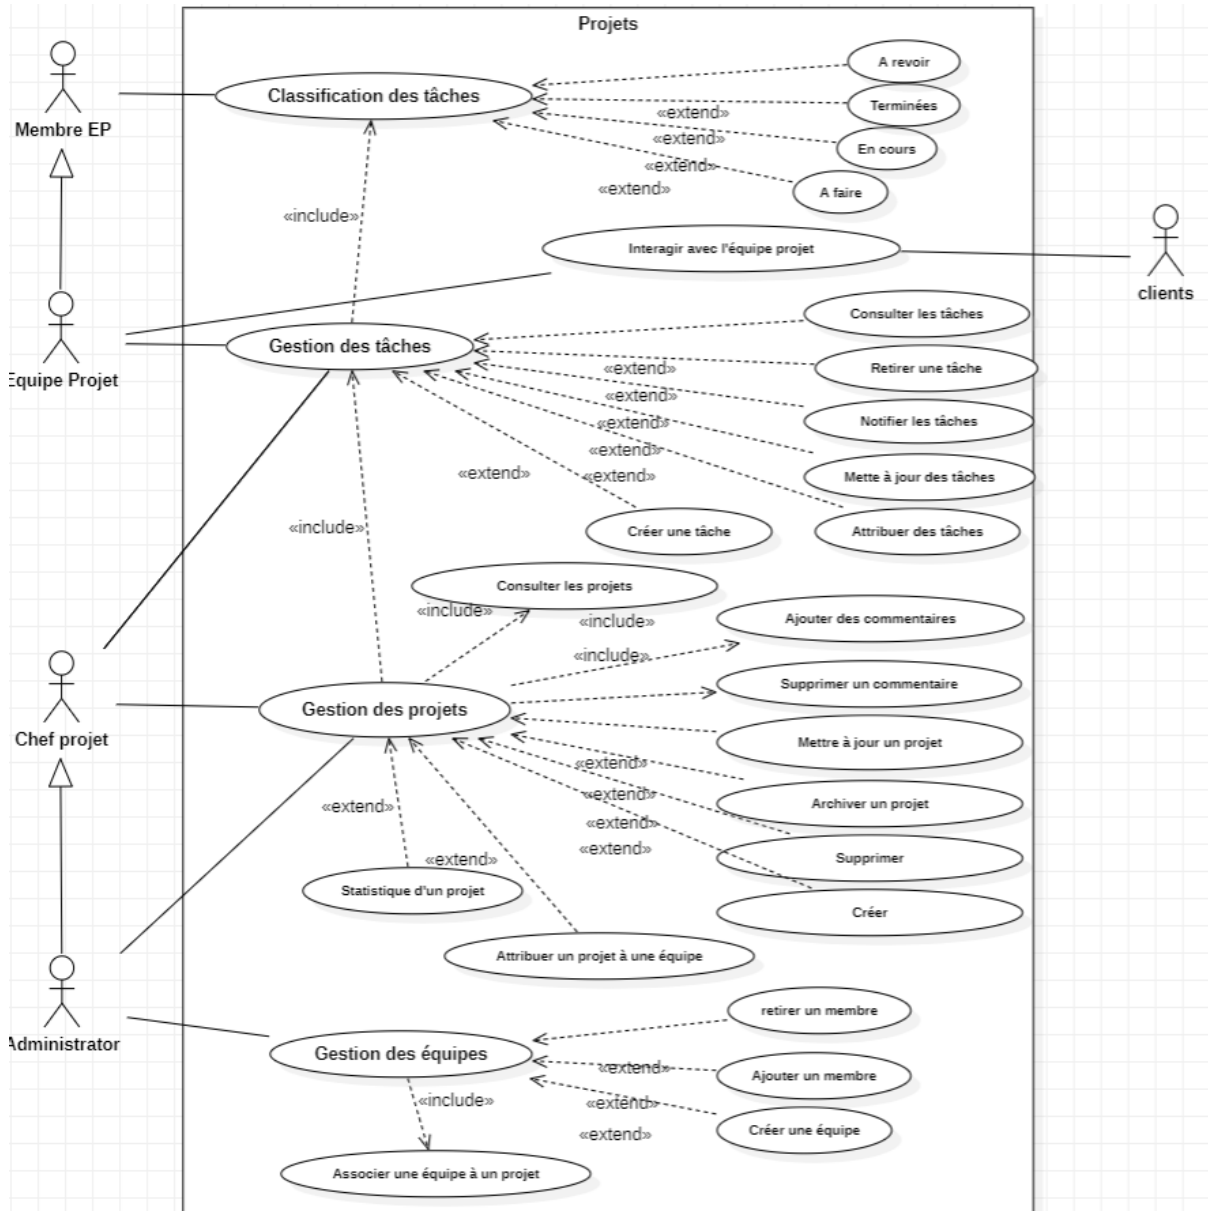 Projets
A revoir
Classification des tâches
Terminées
«extend»
Membre EP
«extend»
En cours
«extend»
«extend»
A faire
«include»
Interagir avec l'équipe projet
clients
Consulter les tâches
Gestion des tâches
«extend»
Retirer une tâche
Equipe Projet
«extend»
«extend»
Notifier les tâches
«extend»
«extend»
«extend»
Mette à jour des tâches
«include»
Créer une tâche
Attribuer des tâches
Consulter les projets
«include»
«include»
Ajouter des commentaires
«include»
Supprimer un commentaire
Gestion des projets
Chef projet
Mettre à jour un projet
«extend»
«extend»
«extend»
Archiver un projet
«extend»
«extend»
«extend»
Supprimer
Statistique d'un projet
Créer
Attribuer un projet à une équipe
retirer un membre
Administrator
Gestion des équipes
«extend»
Ajouter un membre
«include»
«extend»
«extend»
Créer une équipe
Associer une équipe à un projet